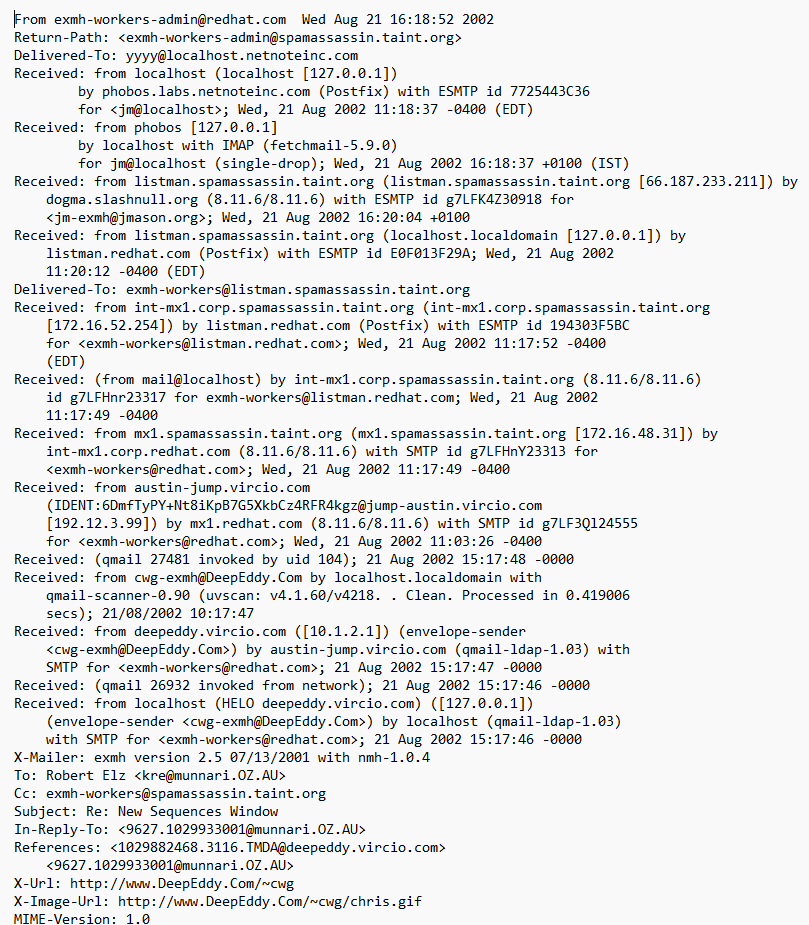 From exmh-workers-admin@redhat.com  Wed Aug 21 16:18:52 2002
Return-Path: <exmh-workers-admin@spamassassin.taint.org>
Delivered-To: yyyy@localhost.netnoteinc.com
Received: from localhost (localhost [127.0.0.1])
        by phobos.labs.netnoteinc.com (Postfix) with ESMTP id 7725443C36
        for <jm@localhost>; Wed, 21 Aug 2002 11:18:37 -0400 (EDT)
Received: from phobos [127.0.0.1]
        by localhost with IMAP (fetchmail-5.9.0)
        for jm@localhost (single-drop); Wed, 21 Aug 2002 16:18:37 +0100 (IST)
Received: from listman.spamassassin.taint.org (listman.spamassassin.taint.org [66.187.233.211]) by
    dogma.slashnull.org (8.11.6/8.11.6) with ESMTP id g7LFK4Z30918 for
    <jm-exmh@jmason.org>; Wed, 21 Aug 2002 16:20:04 +0100
Received: from listman.spamassassin.taint.org (localhost.localdomain [127.0.0.1]) by
    listman.redhat.com (Postfix) with ESMTP id E0F013F29A; Wed, 21 Aug 2002
    11:20:12 -0400 (EDT)
Delivered-To: exmh-workers@listman.spamassassin.taint.org
Received: from int-mx1.corp.spamassassin.taint.org (int-mx1.corp.spamassassin.taint.org
    [172.16.52.254]) by listman.redhat.com (Postfix) with ESMTP id 194303F5BC
    for <exmh-workers@listman.redhat.com>; Wed, 21 Aug 2002 11:17:52 -0400
    (EDT)
Received: (from mail@localhost) by int-mx1.corp.spamassassin.taint.org (8.11.6/8.11.6)
    id g7LFHnr23317 for exmh-workers@listman.redhat.com; Wed, 21 Aug 2002
    11:17:49 -0400
Received: from mx1.spamassassin.taint.org (mx1.spamassassin.taint.org [172.16.48.31]) by
    int-mx1.corp.redhat.com (8.11.6/8.11.6) with SMTP id g7LFHnY23313 for
    <exmh-workers@redhat.com>; Wed, 21 Aug 2002 11:17:49 -0400
Received: from austin-jump.vircio.com
    (IDENT:6DmfTyPY+Nt8iKpB7G5XkbCz4RFR4kgz@jump-austin.vircio.com
    [192.12.3.99]) by mx1.redhat.com (8.11.6/8.11.6) with SMTP id g7LF3Ql24555
    for <exmh-workers@redhat.com>; Wed, 21 Aug 2002 11:03:26 -0400
Received: (qmail 27481 invoked by uid 104); 21 Aug 2002 15:17:48 -0000
Received: from cwg-exmh@DeepEddy.Com by localhost.localdomain with
    qmail-scanner-0.90 (uvscan: v4.1.60/v4218. . Clean. Processed in 0.419006
    secs); 21/08/2002 10:17:47
Received: from deepeddy.vircio.com ([10.1.2.1]) (envelope-sender
    <cwg-exmh@DeepEddy.Com>) by austin-jump.vircio.com (qmail-ldap-1.03) with
    SMTP for <exmh-workers@redhat.com>; 21 Aug 2002 15:17:47 -0000
Received: (qmail 26932 invoked from network); 21 Aug 2002 15:17:46 -0000
Received: from localhost (HELO deepeddy.vircio.com) ([127.0.0.1])
    (envelope-sender <cwg-exmh@DeepEddy.Com>) by localhost (qmail-ldap-1.03)
    with SMTP for <exmh-workers@redhat.com>; 21 Aug 2002 15:17:46 -0000
X-Mailer: exmh version 2.5 07/13/2001 with nmh-1.0.4
To: Robert Elz <kre@munnari.OZ.AU>
Cc: exmh-workers@spamassassin.taint.org
Subject: Re: New Sequences Window
In-Reply-To: <9627.1029933001@munnari.OZ.AU>
References: <1029882468.3116.TMDA@deepeddy.vircio.com>
    <9627.1029933001@munnari.OZ.AU>
X-Url: http://www.DeepEddy.Com/~cwg
X-Image-Url: http://www.DeepEddy.Com/~cwg/chris.gif
MIME-Version: 1.0